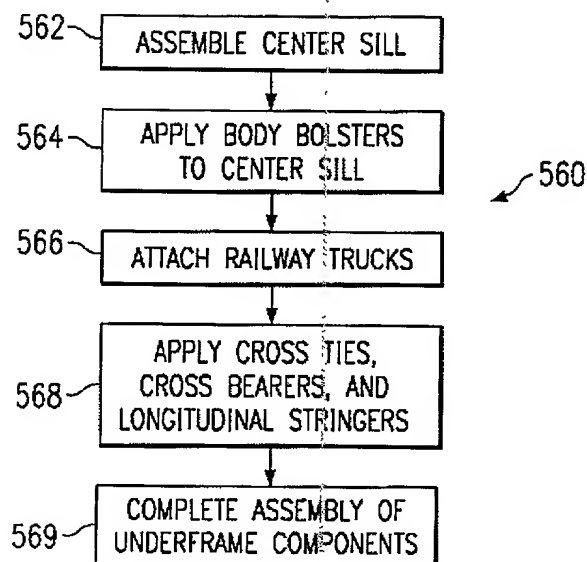 562
ASSEMBLE CENTER SILL
564
APPLY BODY BOLSTERS
TO CENTER SILL
560
566
ATTACH RAILWAY TRUCKS
568
APPLY CROSS TIES,
CROSS BEARERS, AND
LONGITUDINAL STRINGERS
569
COMPLETE ASSEMBLY OF
UNDERFRAME COMPONENTS